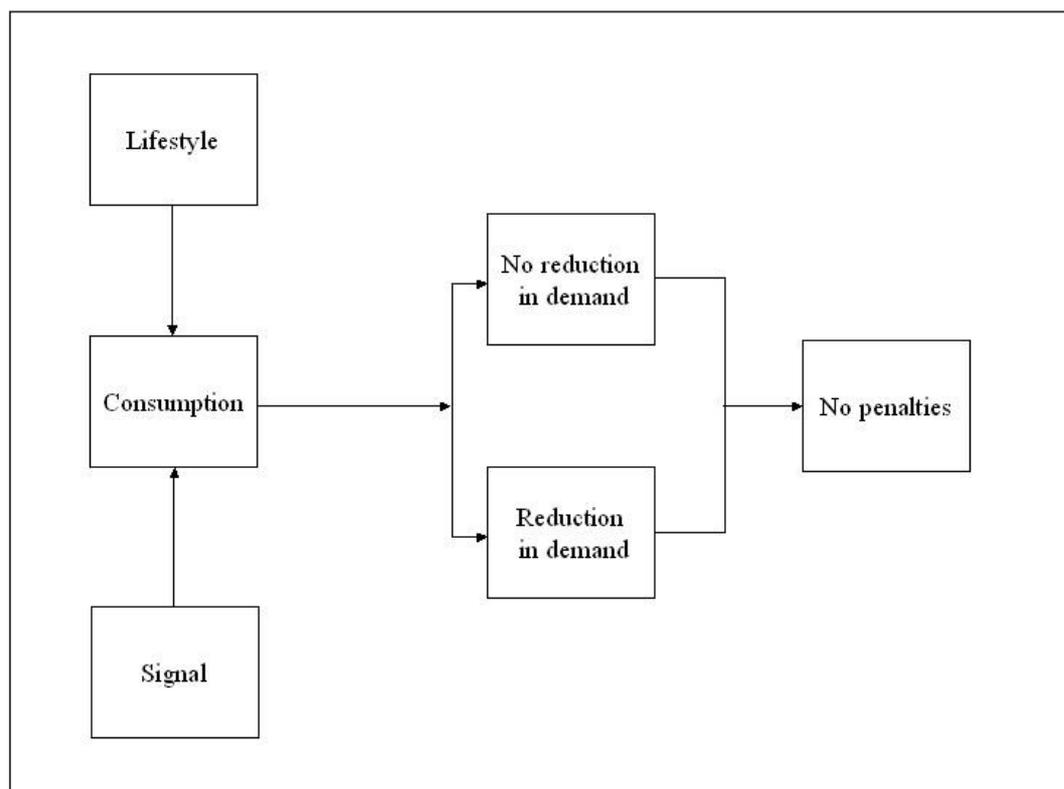 Lifestyle
No reduction
in demand
Consumption
No penalties
Reduction
in demand
Signal